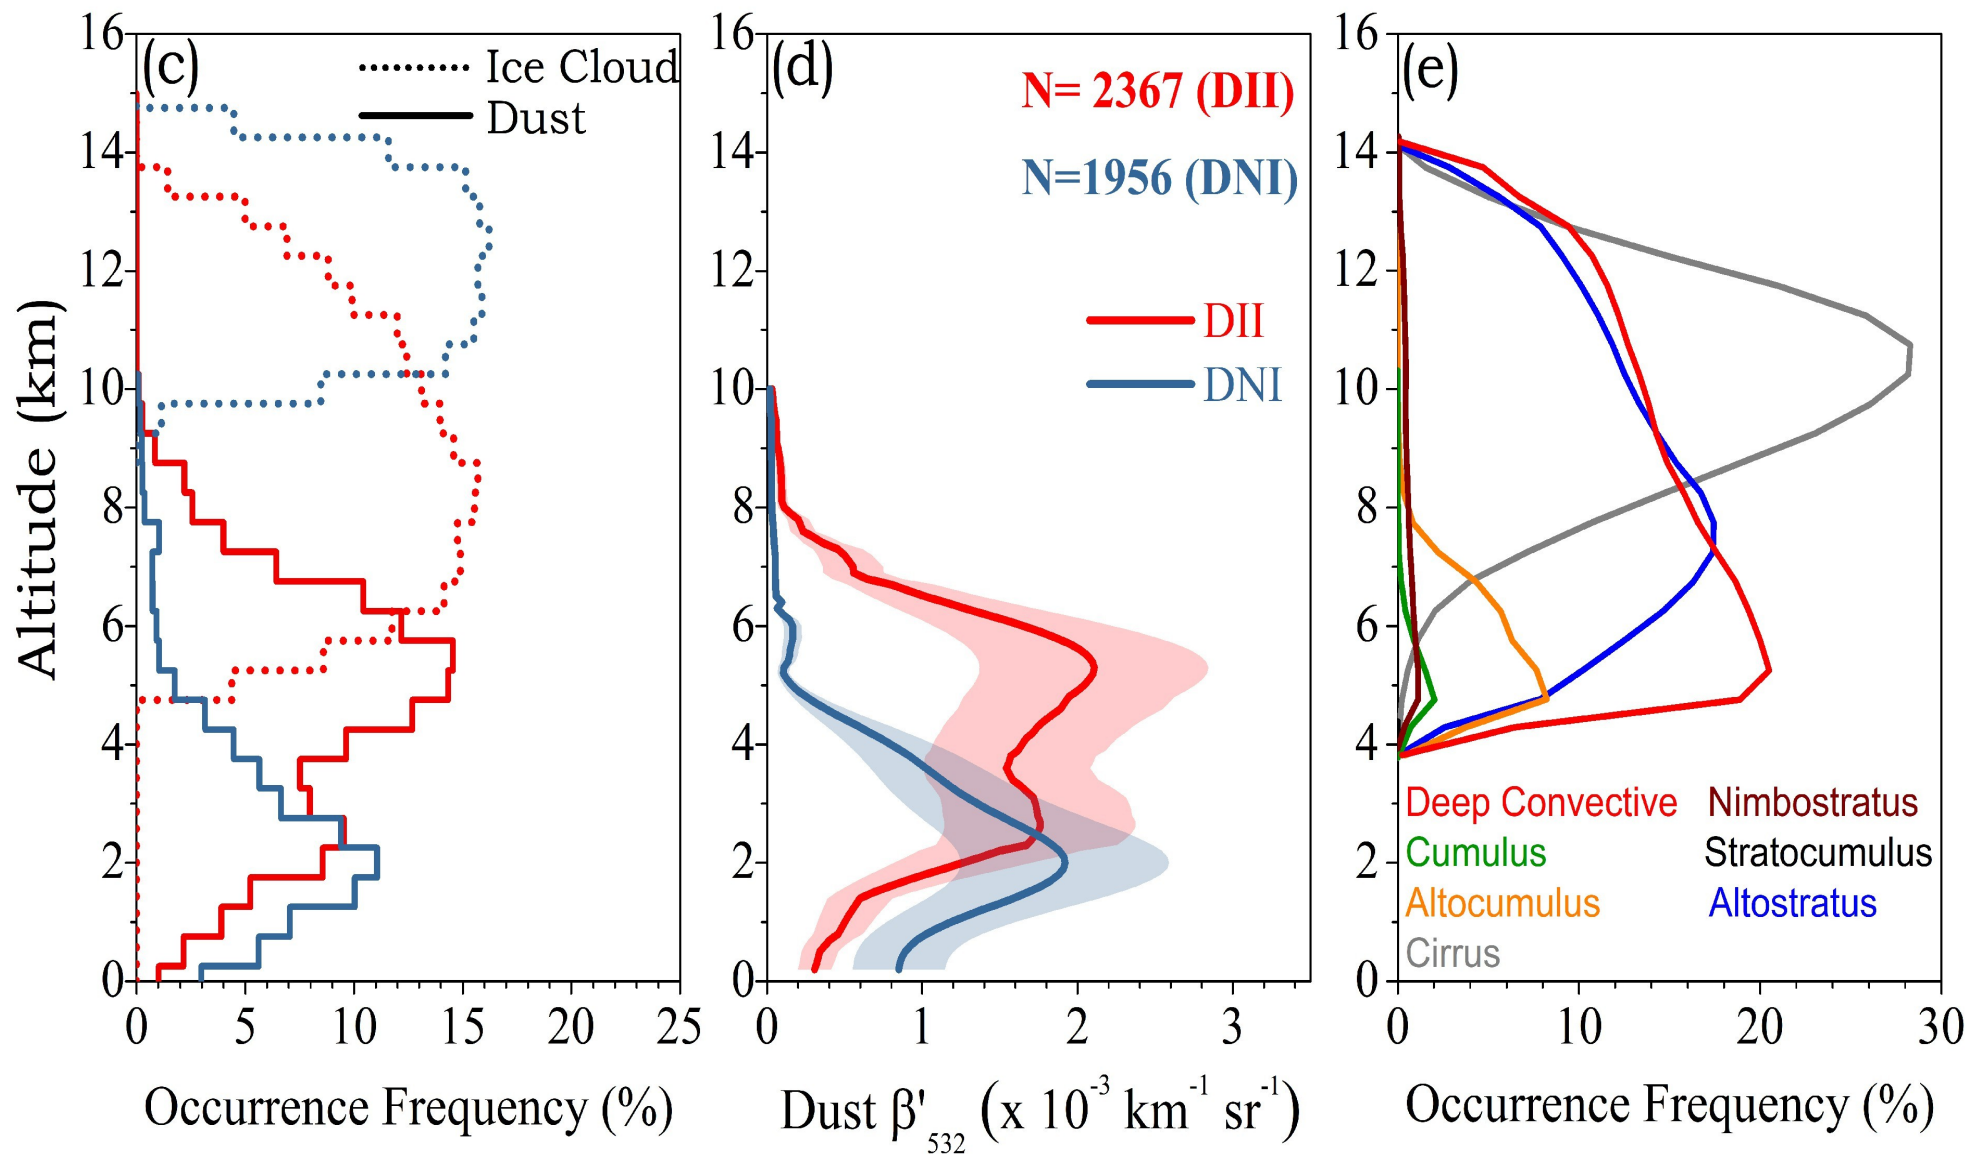 Altitude (km)
(c)
Ice Cloud
Dust
16
14
12
10
8
6
4
2
0
0 5 10 15 20 25
Occurrence Frequency (%)
(d)
N= 2367 (DII)
N=1956 (DNI)
DII
DNI
16
14
12
10
8
6
4
2
0
0 1 2 3
Dust β'532 (x 10-3 km-1 sr-1)
(e)
16
14
12
10
8
6
4
2
0
Deep Convective Nimbostratus
Cumulus Stratocumulus
Altocumulus Altostratus
Cirrus
0 10 20 30
Occurrence Frequency (%)